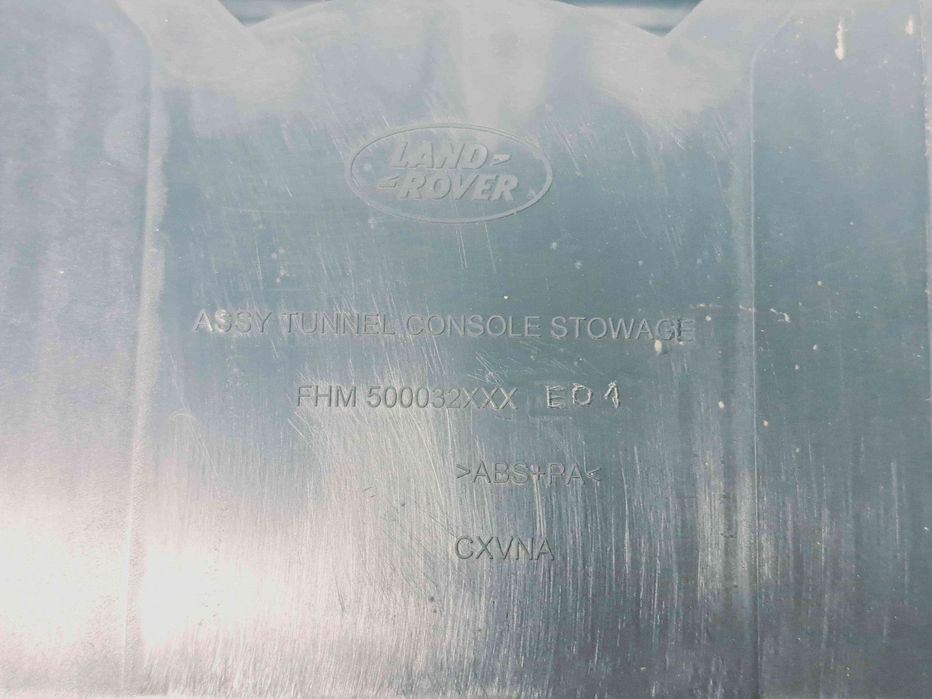 LAND-
-ROVER
ASSY TUNNEL CONSOLE STOWAGE
FHM 500032XXX ED1
>ABS+PA<
CXVNA